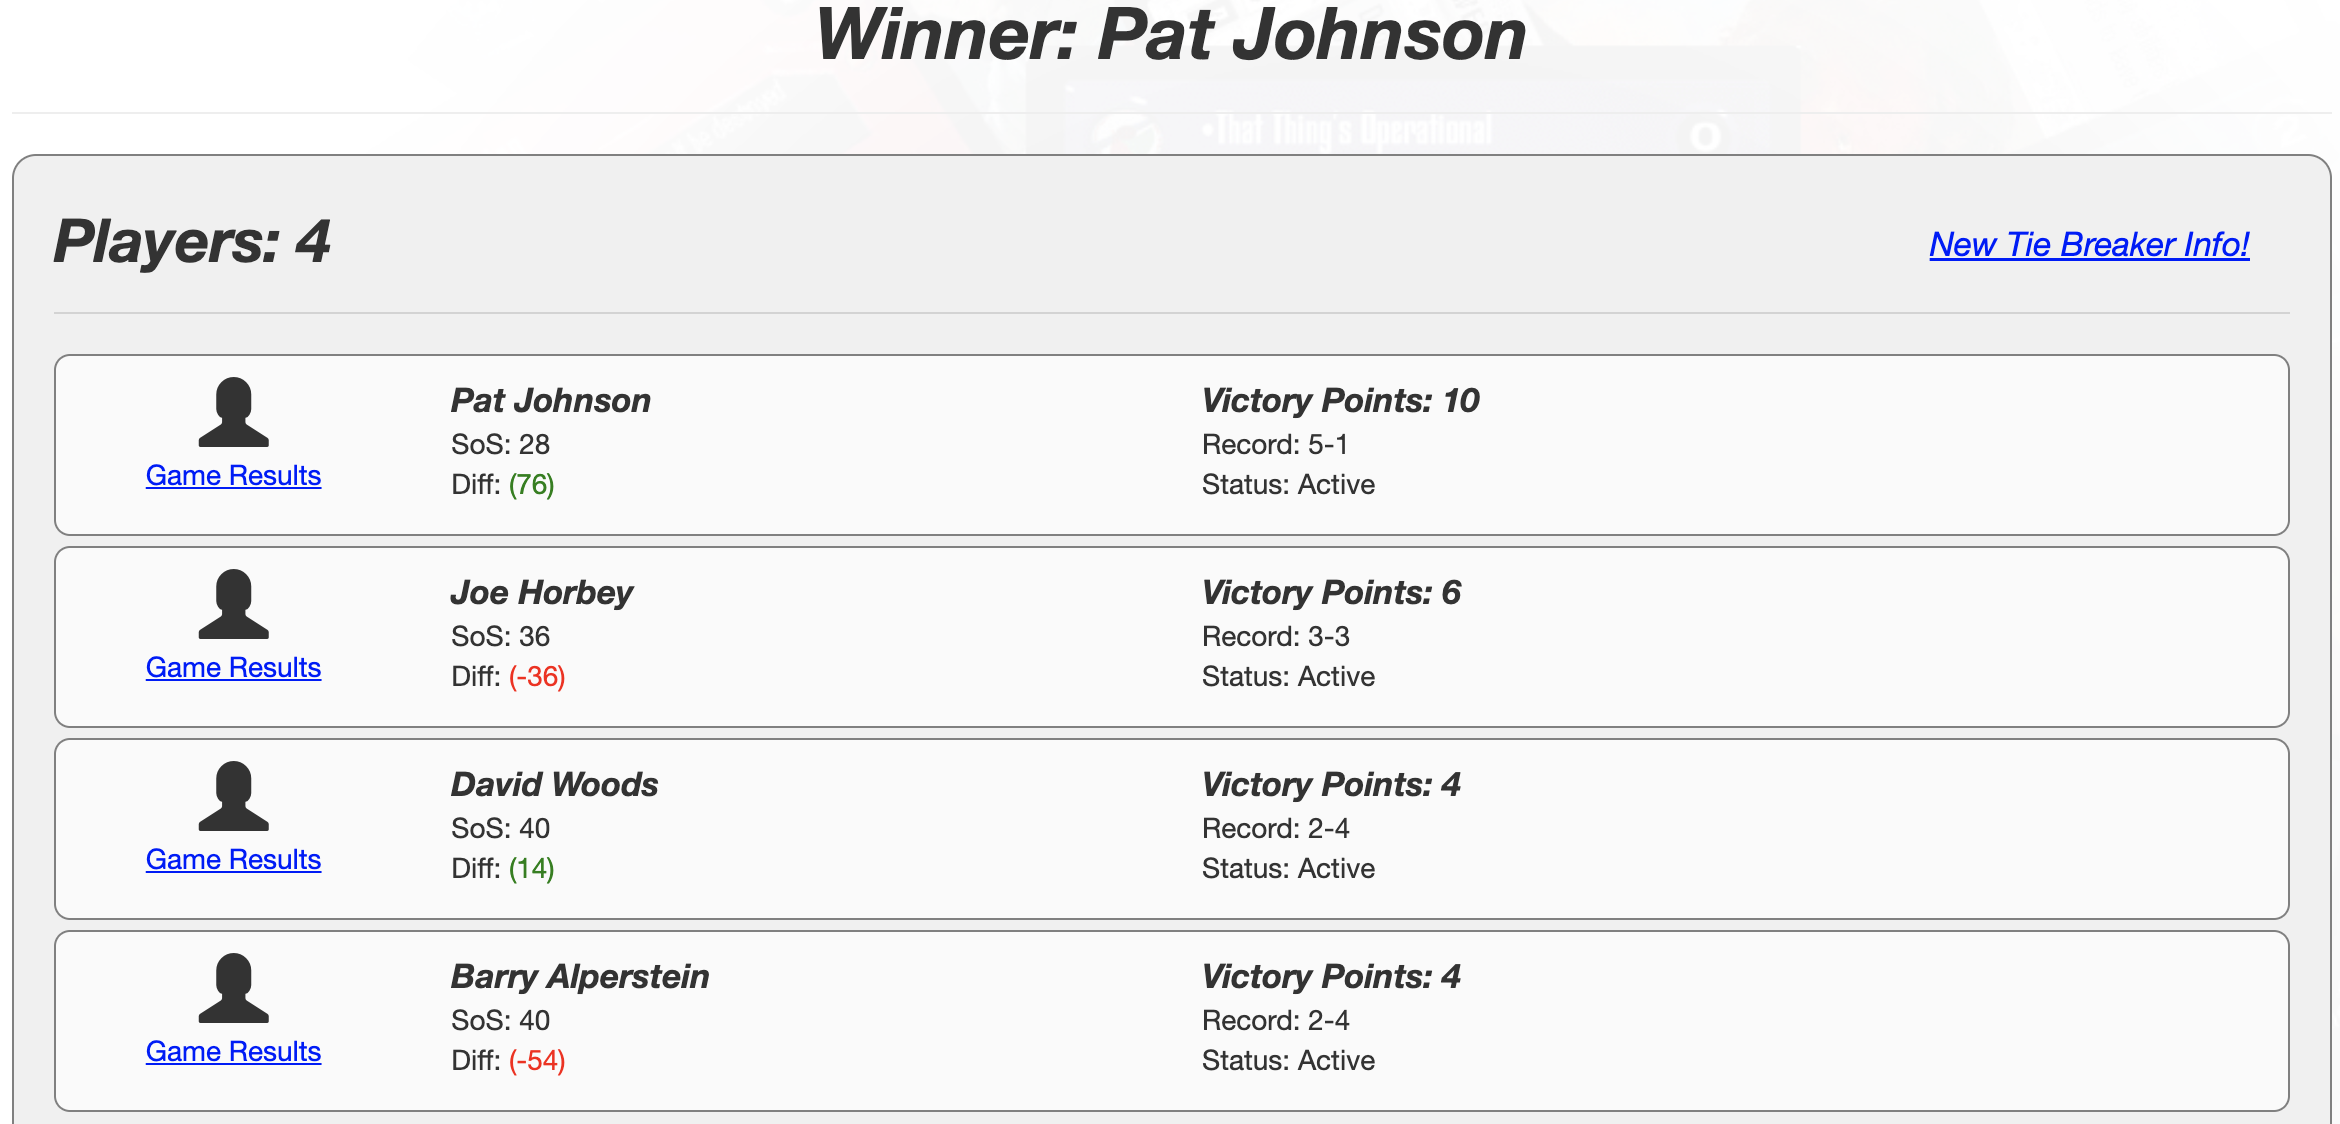 Winner: Pat Johnson
•That Thing's Operational
Players: 4
New Tie Breaker Info!
Pat Johnson
SoS: 28
Diff: (76)
Victory Points: 10
Record: 5-1
Status: Active
Game Results
Joe Horbey
SoS: 36
Diff: (-36)
Victory Points: 6
Record: 3-3
Status: Active
Game Results
David Woods
SoS: 40
Diff: (14)
Victory Points: 4
Record: 2-4
Status: Active
Game Results
Barry Alperstein
SoS: 40
Diff: (-54)
Victory Points: 4
Record: 2-4
Status: Active
Game Results